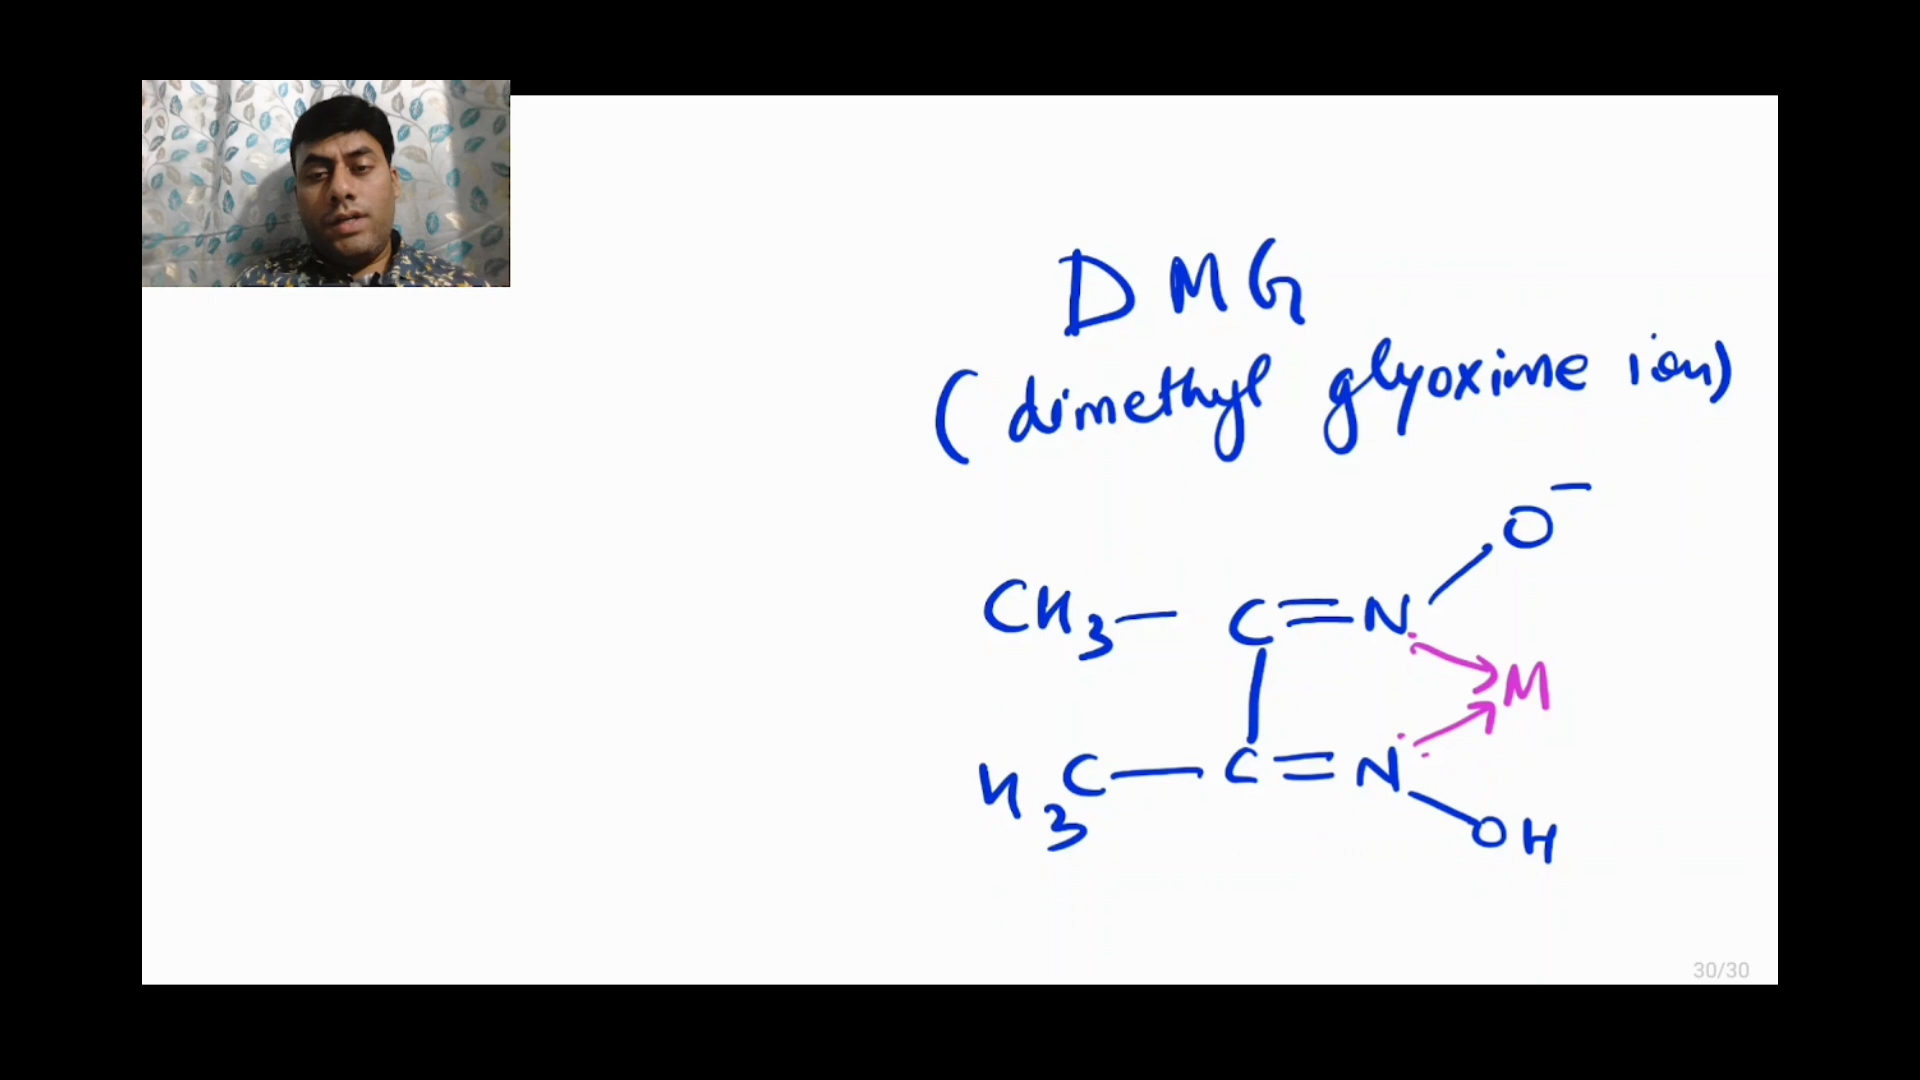 DMG
(dimethyl glyoxime ion)
O⁻
CH₃— C=N
M
H₃C—C=N
OH
30/30